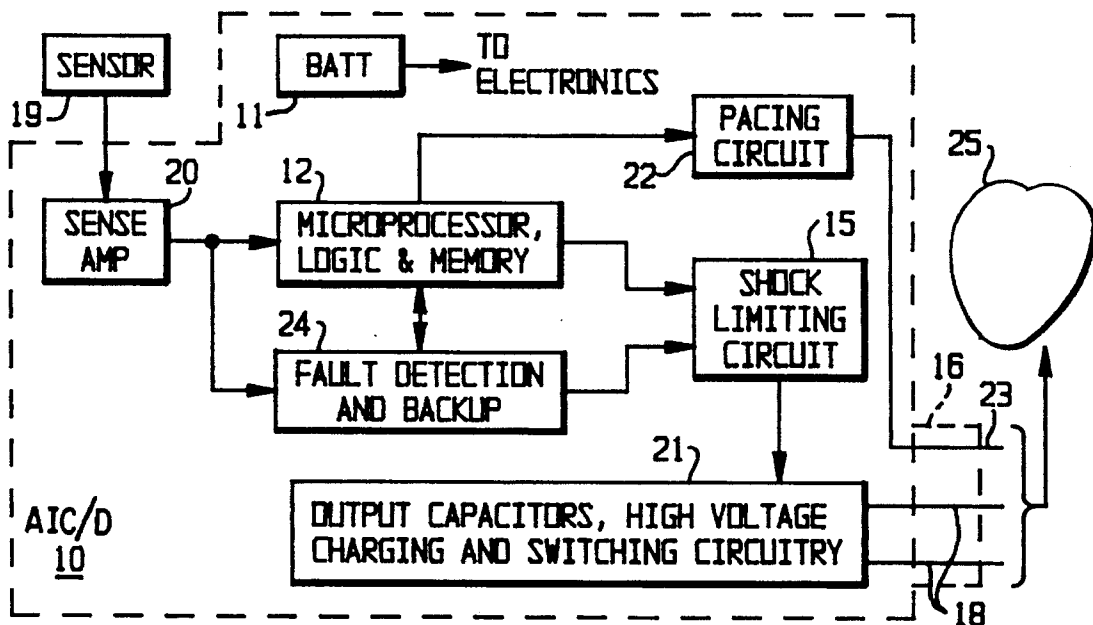 SENSOR
19
BATT
11
TO
ELECTRONICS
PACING
CIRCUIT
22
25
20
SENSE
AMP
12
MICROPROCESSOR,
LOGIC & MEMORY
15
SHOCK
LIMITING
CIRCUIT
24
FAULT DETECTION
AND BACKUP
16
23
21
OUTPUT CAPACITORS, HIGH VOLTAGE
CHARGING AND SWITCHING CIRCUITRY
AIC/D
10
18